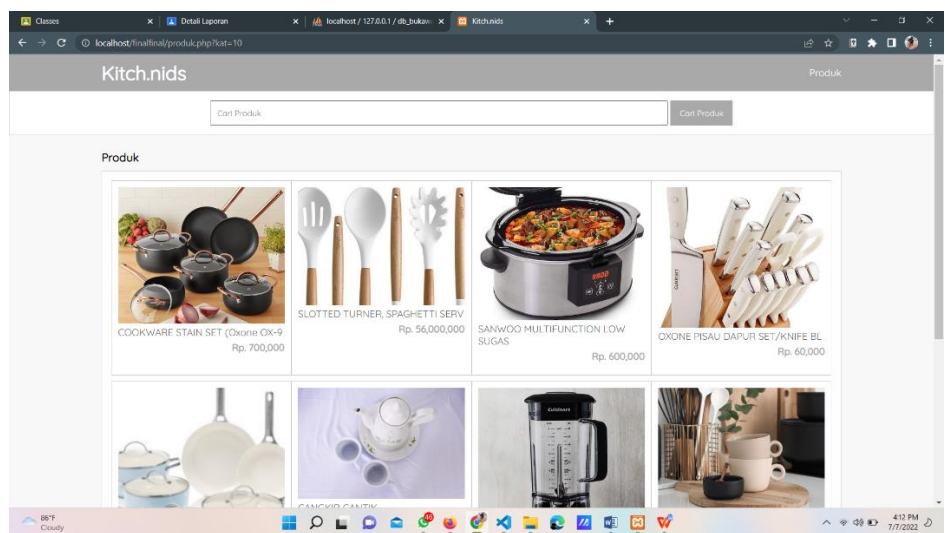 Classes
Detail Laporan
localhost / 127.0.0.1 / db_bukaw
Kitch.nids
localhost/finalfinal/produk.php?kat=10
Kitch.nids
Produk
Cari Produk
Cari Produk
Produk
COOKWARE STAIN SET (Oxone OX-9
Rp. 700,000
SLOTTED TURNER, SPAGHETTI SERV
Rp. 56,000,000
SANWOO MULTIFUNCTION LOW
SUGAS
Rp. 600,000
OXONE PISAU DAPUR SET/KNIFE BL
Rp. 60,000
Cuisinart
CANGKIR CANTIK
86°F
Cloudy
4:12 PM
7/7/2022